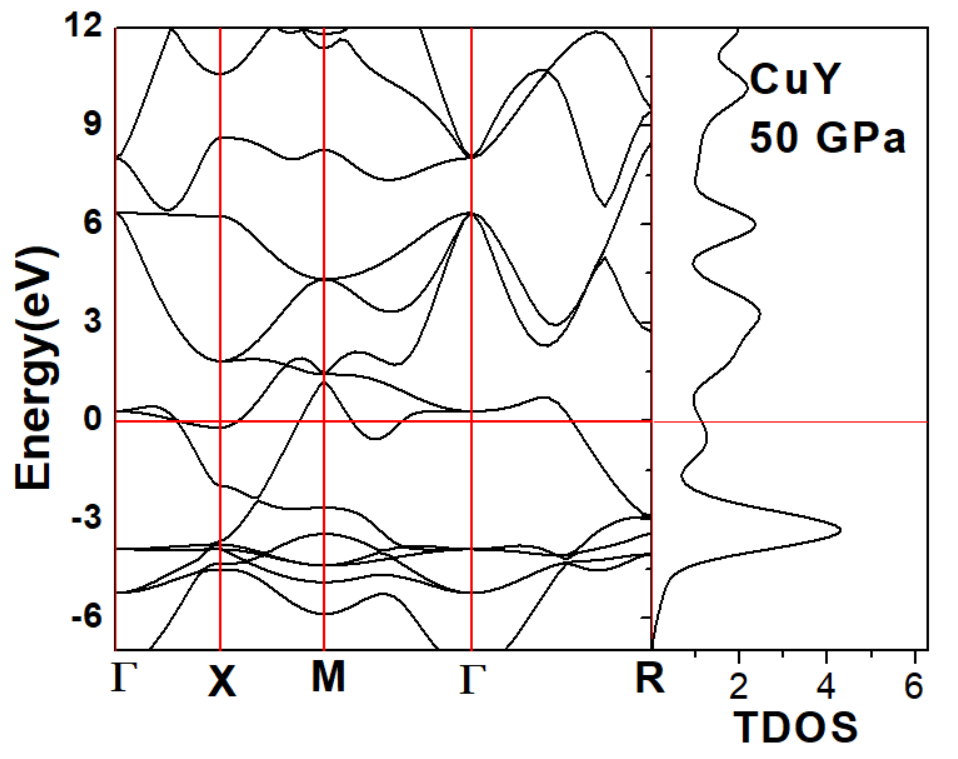 12
9
6
3
0
-3
-6
Energy(eV)
CuY
50 GPa
Γ X M Γ R
2 4 6
TDOS